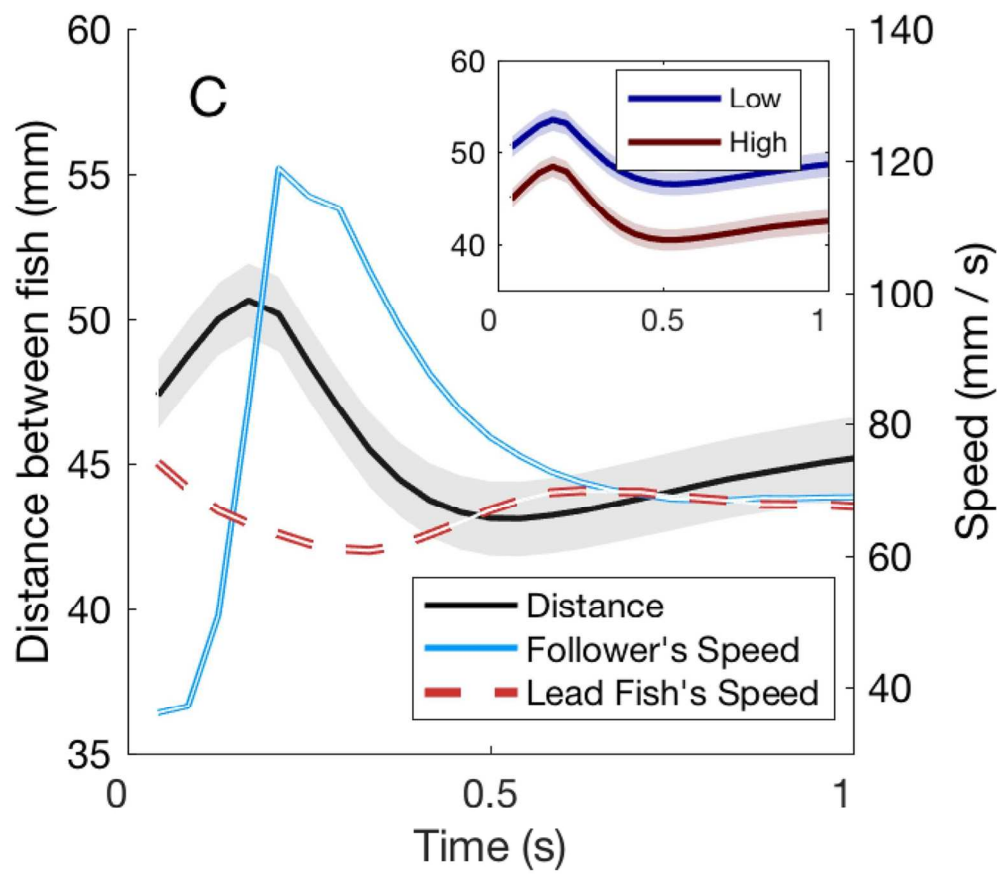 C
Distance between fish (mm)
60
55
50
45
40
35
0
0.5
1
Time (s)
Speed (mm / s)
140
120
100
80
60
40
60
50
40
0
0.5
1
Low
High
Distance
Follower's Speed
Lead Fish's Speed